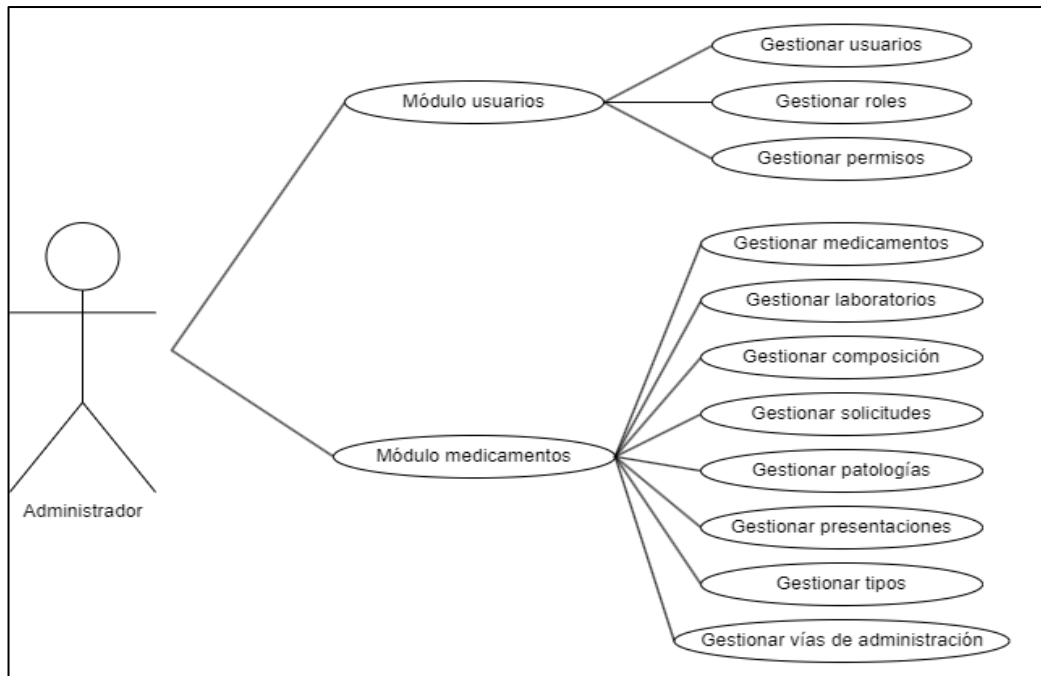 Gestionar usuarios
Módulo usuarios
Gestionar roles
Gestionar permisos
Gestionar medicamentos
Gestionar laboratorios
Gestionar composición
Gestionar solicitudes
Módulo medicamentos
Gestionar patologías
Administrador
Gestionar presentaciones
Gestionar tipos
Gestionar vías de administración